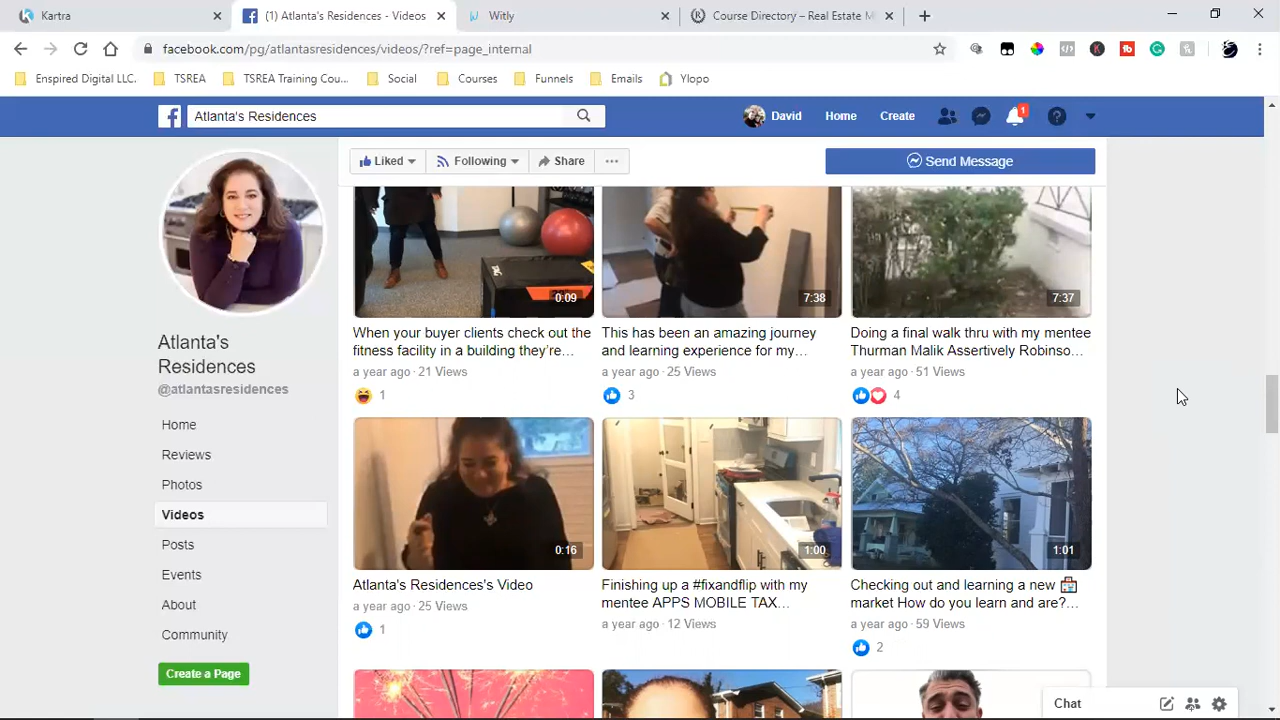 Kartra
(1) Atlanta's Residences - Videos
Witly
Course Directory – Real Estate M
facebook.com/pg/atlantasresidences/videos/?ref=page_internal
Enspired Digital LLC.
TSREA
TSREA Training Cou...
Social
Courses
Funnels
Emails
Ylopo
Atlanta's Residences
David
Home
Create
1
Liked
Following
Share
Send Message
Atlanta's
Residences
@atlantasresidences
Home
Reviews
Photos
Videos
Posts
Events
About
Community
Create a Page
0:09
When your buyer clients check out the
fitness facility in a building they're...
a year ago · 21 Views
1
7:38
This has been an amazing journey
and learning experience for my...
a year ago · 25 Views
3
7:37
Doing a final walk thru with my mentee
Thurman Malik Assertively Robinso...
a year ago · 51 Views
4
0:16
Atlanta's Residences's Video
a year ago · 25 Views
1
1:00
Finishing up a #fixandflip with my
mentee APPS MOBILE TAX...
a year ago · 12 Views
1:01
Checking out and learning a new
market How do you learn and are?...
a year ago · 59 Views
2
Chat